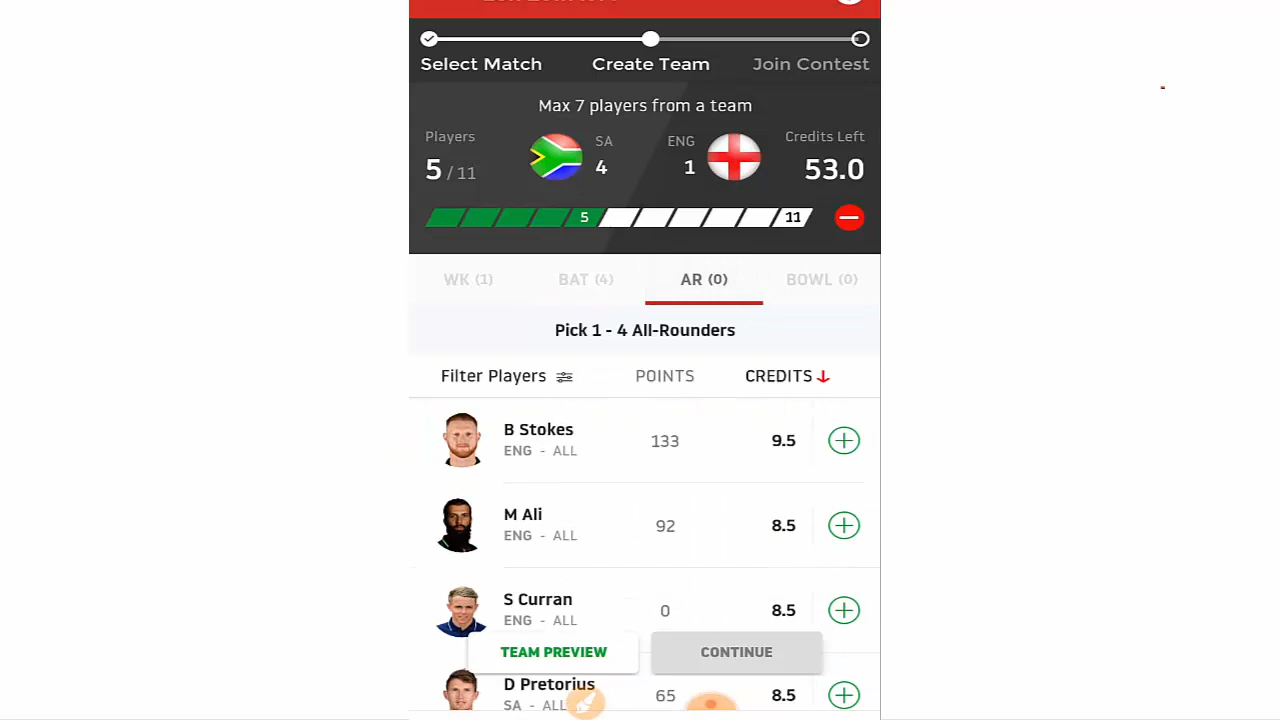 Select Match Create Team Join Contest
Max 7 players from a team
Players SA ENG Credits Left
5 / 11 4 1 53.0
5 11
WK (1) BAT (4) AR (0) BOWL (0)
Pick 1 - 4 All-Rounders
Filter Players POINTS CREDITS
B Stokes
ENG - ALL 133 9.5
M Ali
ENG - ALL 92 8.5
S Curran
ENG - ALL 0 8.5
TEAM PREVIEW CONTINUE
D Pretorius
SA - ALL 65 8.5